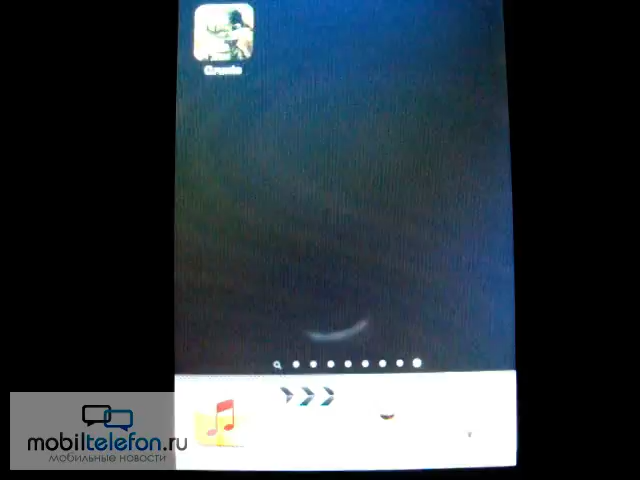 mobiltelefon.ru
мобильные новости